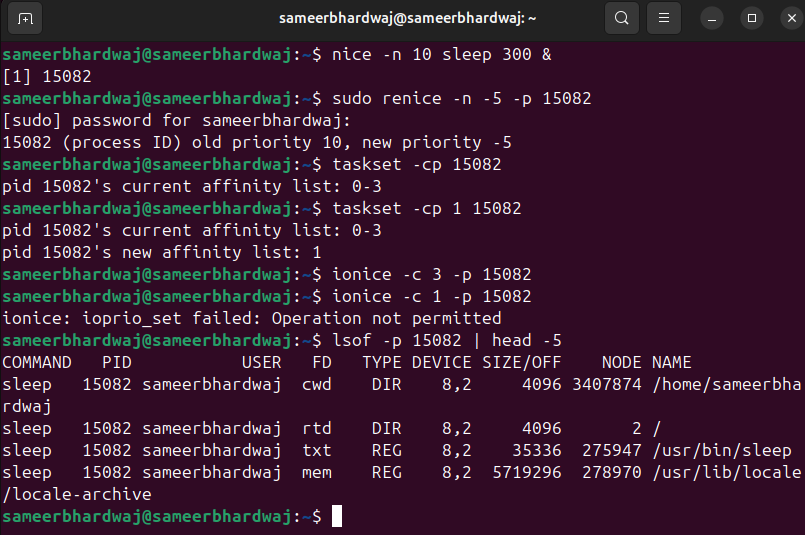 sameerbhardwaj@sameerbhardwaj: ~
sameerbhardwaj@sameerbhardwaj:~$ nice -n 10 sleep 300 &
[1] 15082
sameerbhardwaj@sameerbhardwaj:~$ sudo renice -n -5 -p 15082
[sudo] password for sameerbhardwaj:
15082 (process ID) old priority 10, new priority -5
sameerbhardwaj@sameerbhardwaj:~$ taskset -cp 15082
pid 15082's current affinity list: 0-3
sameerbhardwaj@sameerbhardwaj:~$ taskset -cp 1 15082
pid 15082's current affinity list: 0-3
pid 15082's new affinity list: 1
sameerbhardwaj@sameerbhardwaj:~$ ionice -c 3 -p 15082
sameerbhardwaj@sameerbhardwaj:~$ ionice -c 1 -p 15082
ionice: ioprio_set failed: Operation not permitted
sameerbhardwaj@sameerbhardwaj:~$ lsof -p 15082 | head -5
COMMAND   PID           USER   FD   TYPE DEVICE SIZE/OFF    NODE NAME
sleep   15082 sameerbhardwaj  cwd    DIR    8,2     4096 3407874 /home/sameerbha
rdwaj
sleep   15082 sameerbhardwaj  rtd    DIR    8,2     4096       2 /
sleep   15082 sameerbhardwaj  txt    REG    8,2    35336  275947 /usr/bin/sleep
sleep   15082 sameerbhardwaj  mem    REG    8,2  5719296  278970 /usr/lib/locale
/locale-archive
sameerbhardwaj@sameerbhardwaj:~$